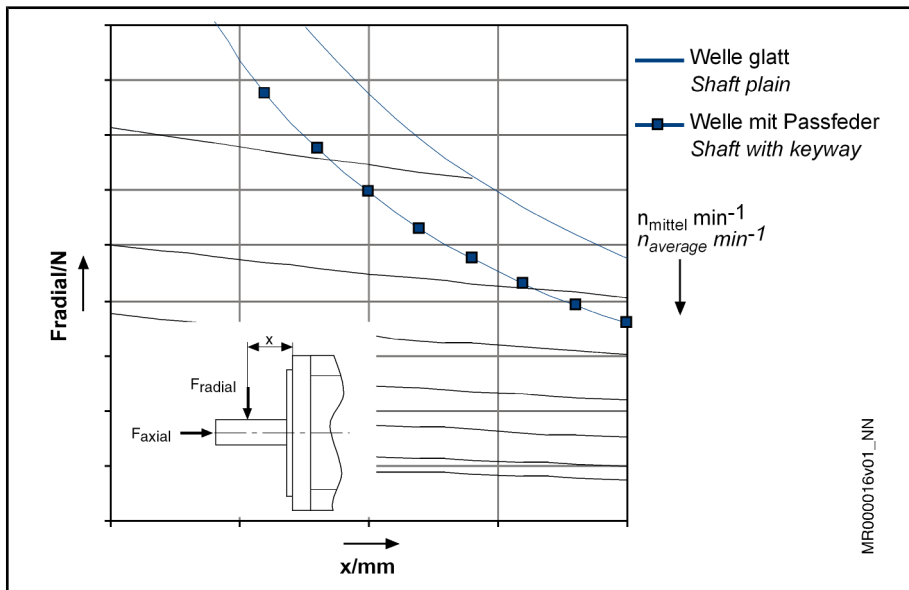 Welle glatt
Shaft plain
Welle mit Passfeder
Shaft with keyway
nmittel min-1
naverage min-1
Fradial/N
x
Fradial
Faxial
x/mm
MR000016v01_NN